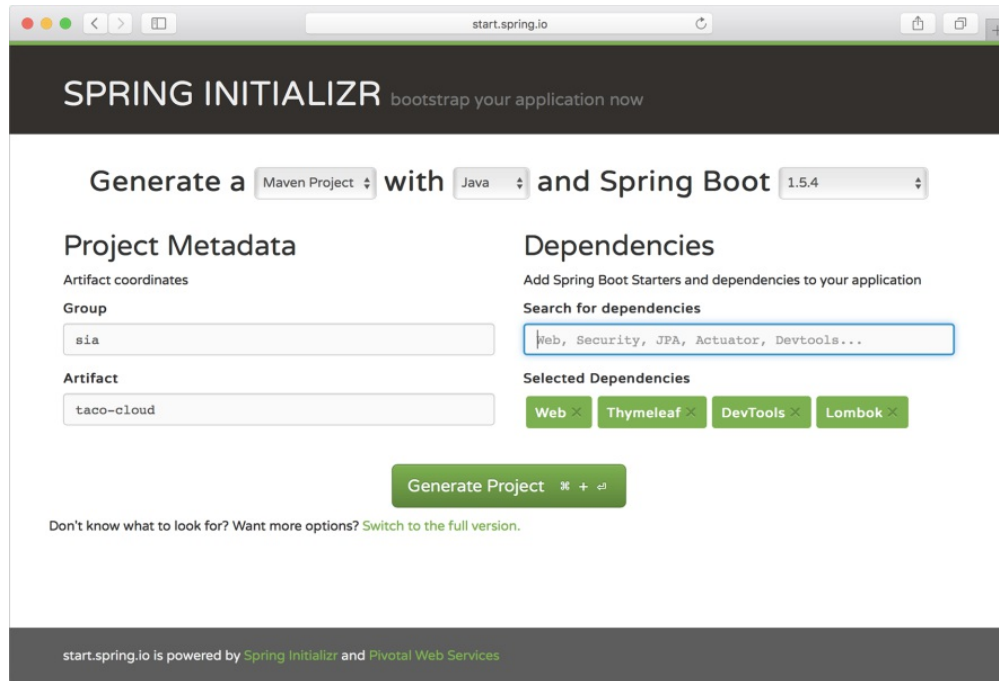 start.spring.io
SPRING INITIALIZR bootstrap your application now
Generate a Maven Project with Java and Spring Boot 1.5.4
Project Metadata
Artifact coordinates
Group
sia
Artifact
taco-cloud
Dependencies
Add Spring Boot Starters and dependencies to your application
Search for dependencies
Web, Security, JPA, Actuator, Devtools...
Selected Dependencies
Web × Thymeleaf × DevTools × Lombok ×
Generate Project ⌘ + ⏎
Don't know what to look for? Want more options? Switch to the full version.
start.spring.io is powered by Spring Initializr and Pivotal Web Services